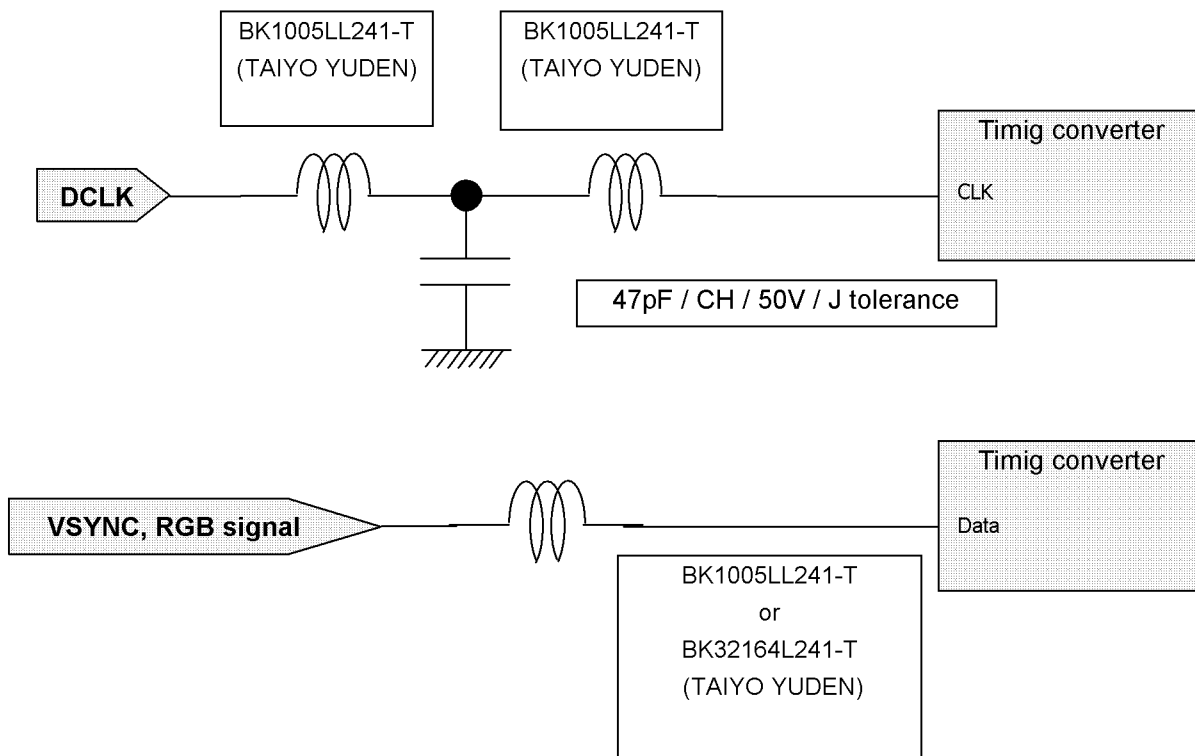 BK1005LL241-T
(TAIYO YUDEN)
BK1005LL241-T
(TAIYO YUDEN)
Timig converter
DCLK
CLK
47pF / CH / 50V / J tolerance
Timig converter
VSYNC, RGB signal
Data
BK1005LL241-T
or
BK32164L241-T
(TAIYO YUDEN)